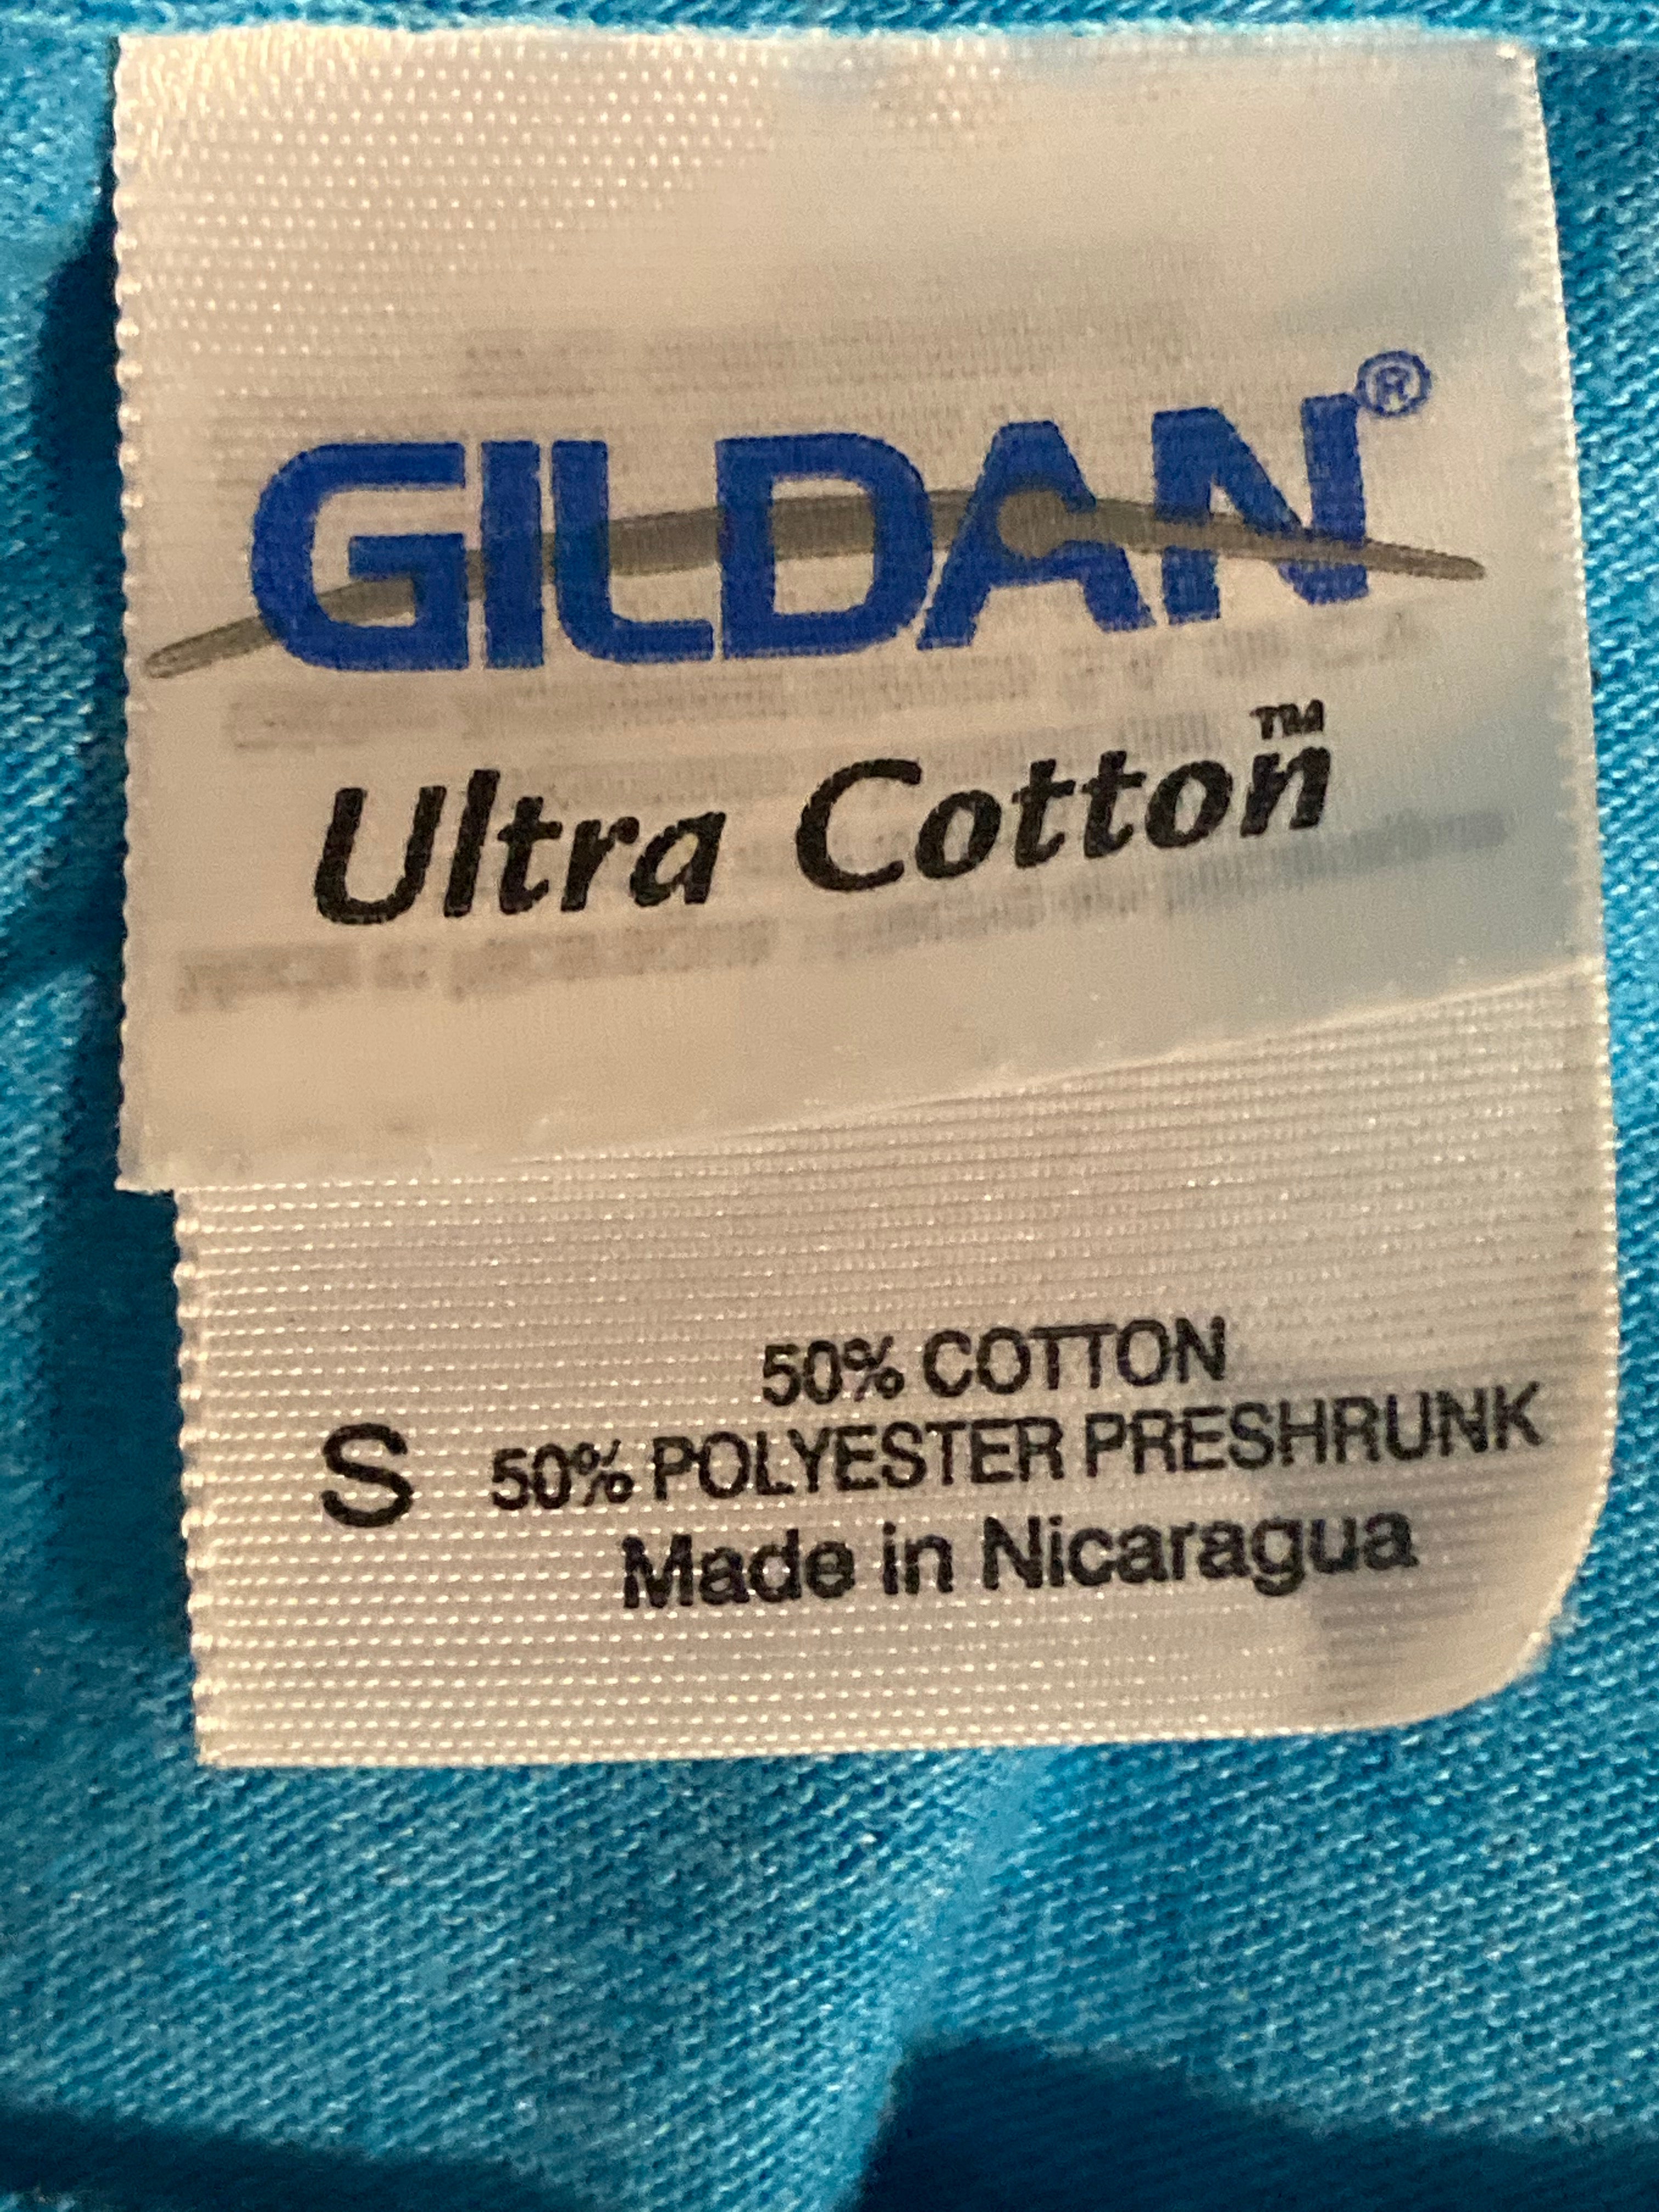 GILDAN®
Ultra Cotton™
50% COTTON
S 50% POLYESTER PRESHRUNK
Made in Nicaragua